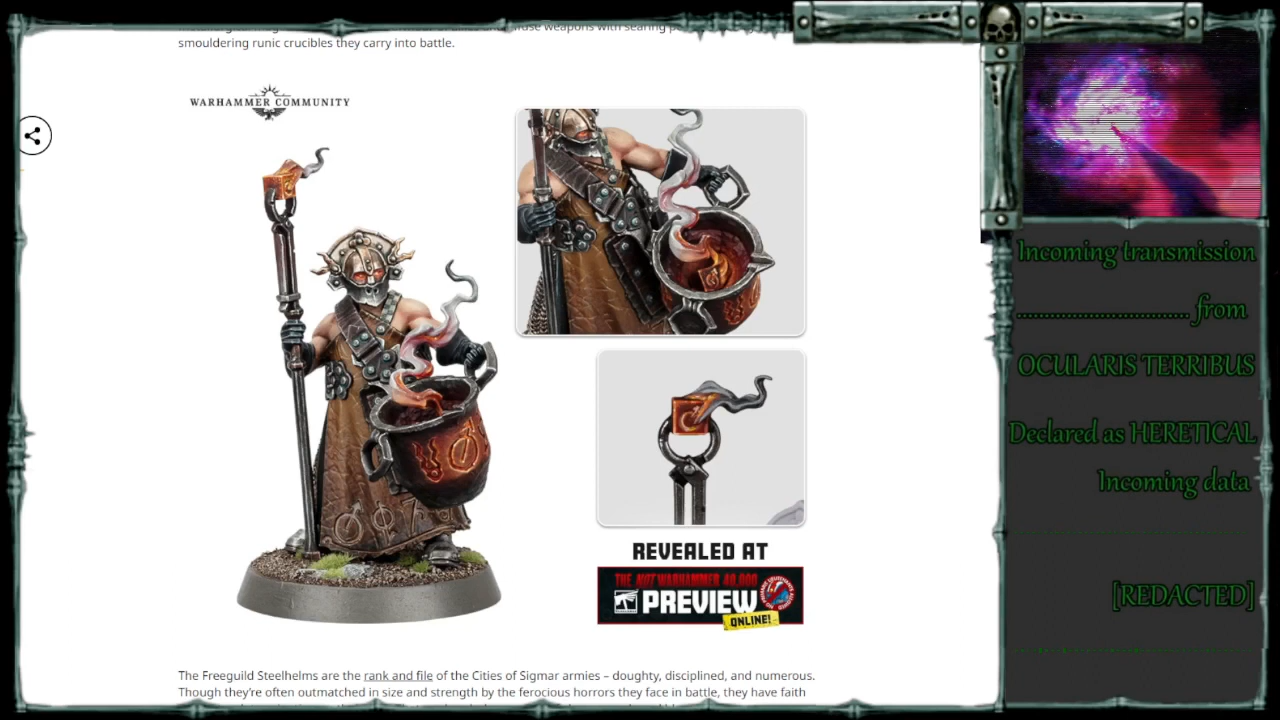 smouldering runic crucibles they carry into battle.
WARHAMMER COMMUNITY
REVEALED AT
THE NOT WARHAMMER 40,000
PREVIEW
ONLINE!
The Freeguild Steelhelms are the rank and file of the Cities of Sigmar armies – doughty, disciplined, and numerous.
Though they’re often outmatched in size and strength by the ferocious horrors they face in battle, they have faith
Incoming transmission
.............................. from
OCULARIS TERRIBUS
Declared as HERETICAL
Incoming data
[REDACTED]